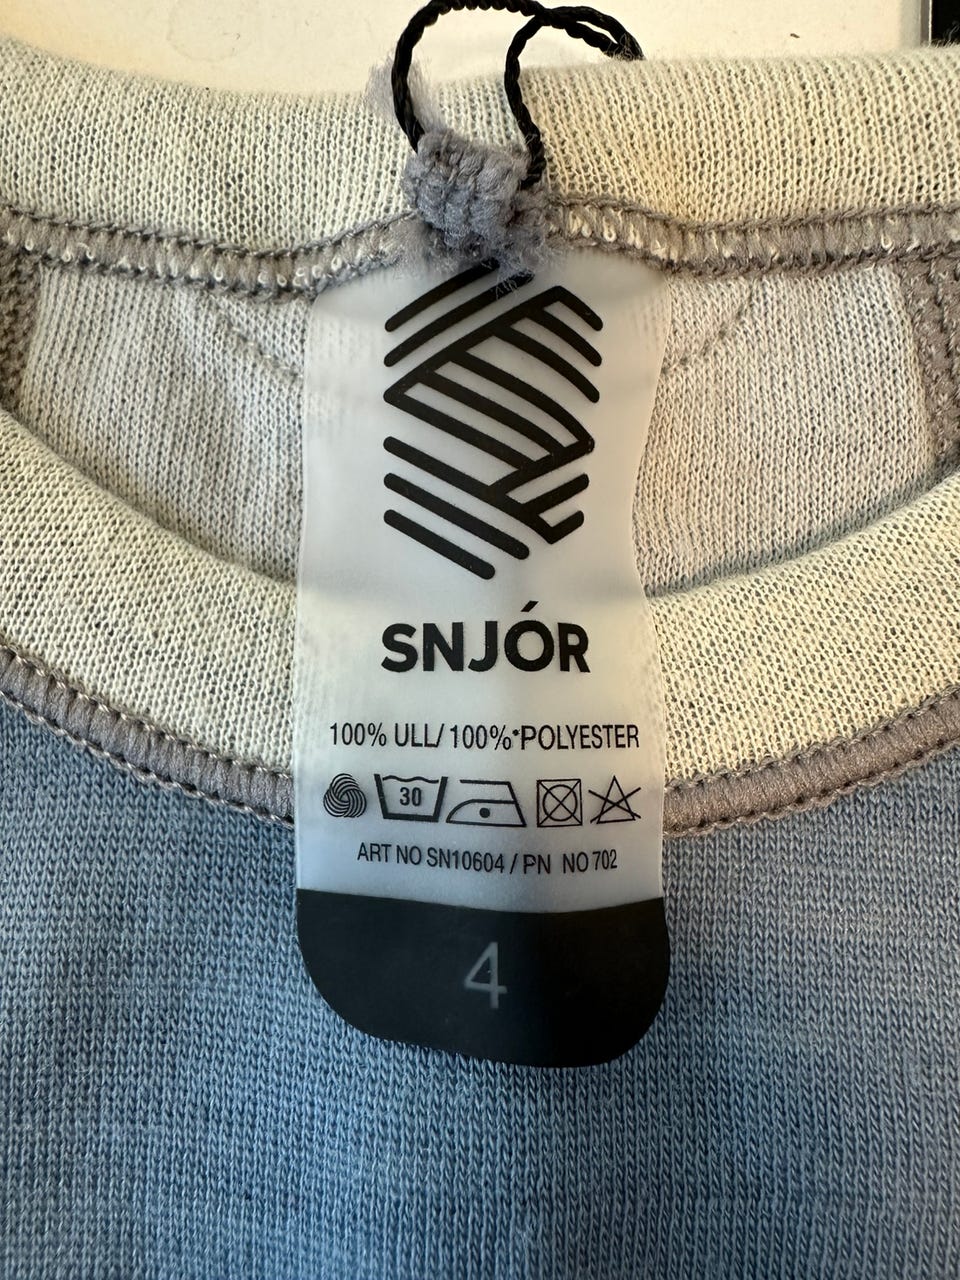 SNJÓR
100% ULL/ 100%•POLYESTER
30
ART NO SN10604 / PN NO 702
4